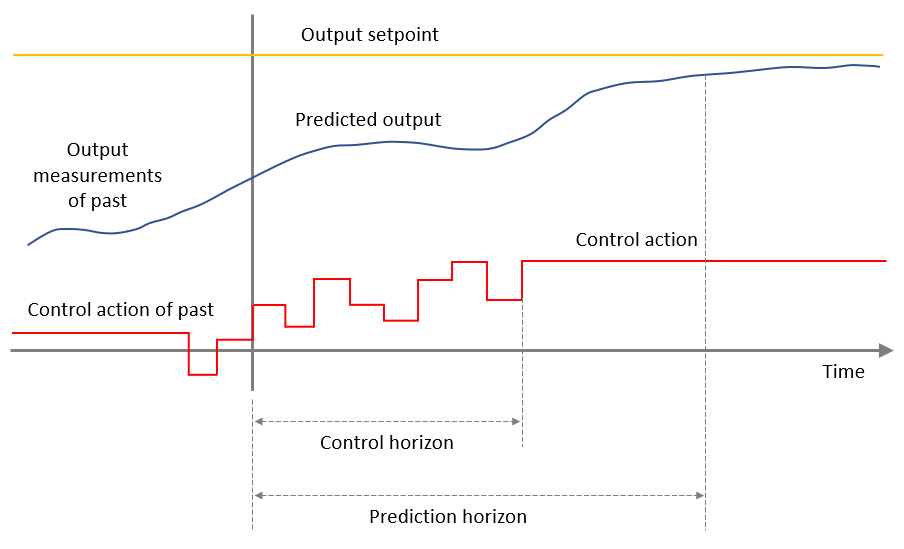 Output setpoint
Predicted output
Output
measurements
of past
Control action
Control action of past
Time
Control horizon
Prediction horizon